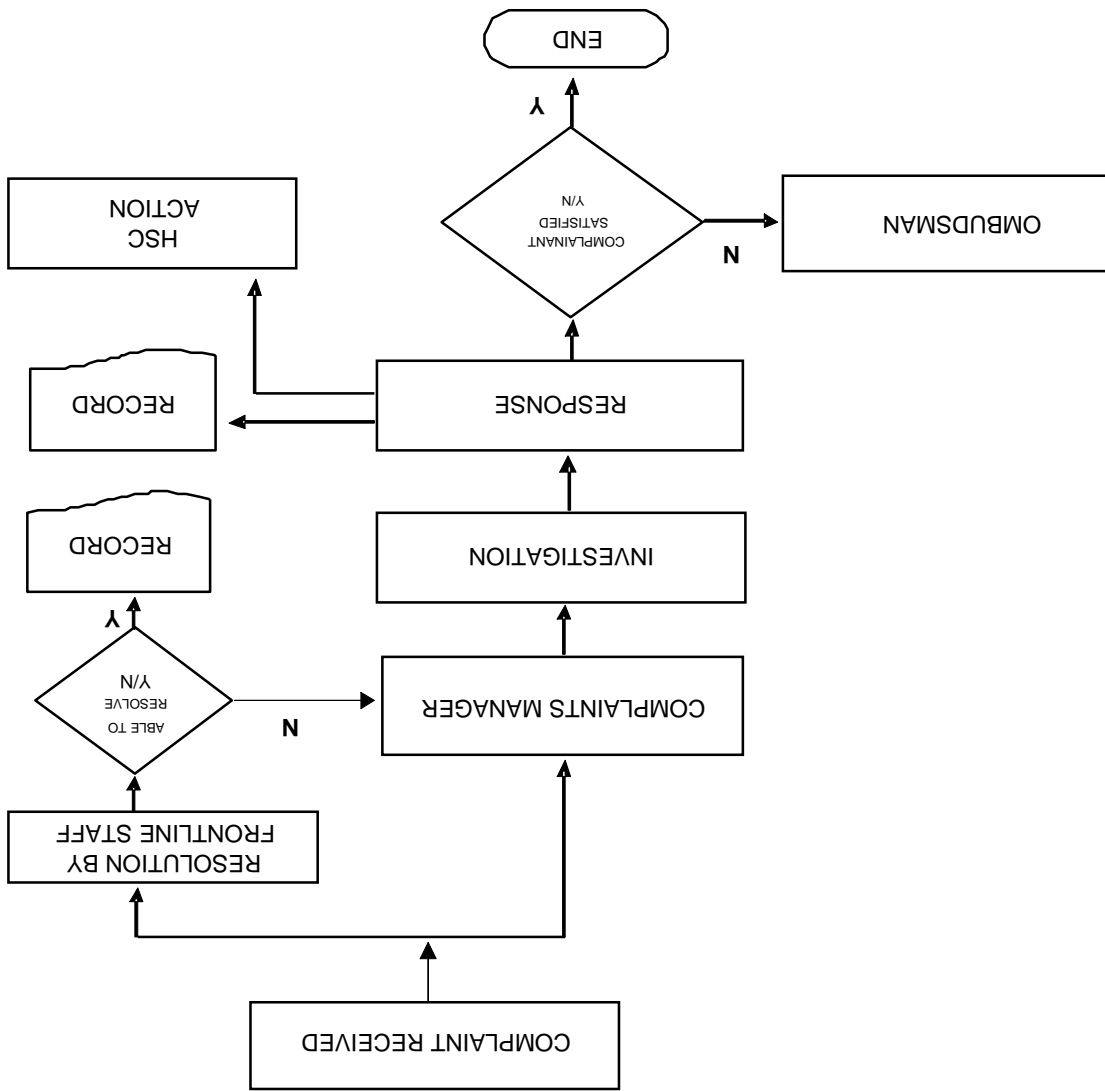 COMPLAINT RECEIVED
RESOLUTION BY
FRONTLINE STAFF
ABLE TO
RESOLVE
Y/N
N
Y
COMPLAINTS MANAGER
RECORD
INVESTIGATION
RECORD
RESPONSE
HSC
ACTION
COMPLAINANT
SATISFIED
Y/N
N
OMBUDSMAN
Y
END